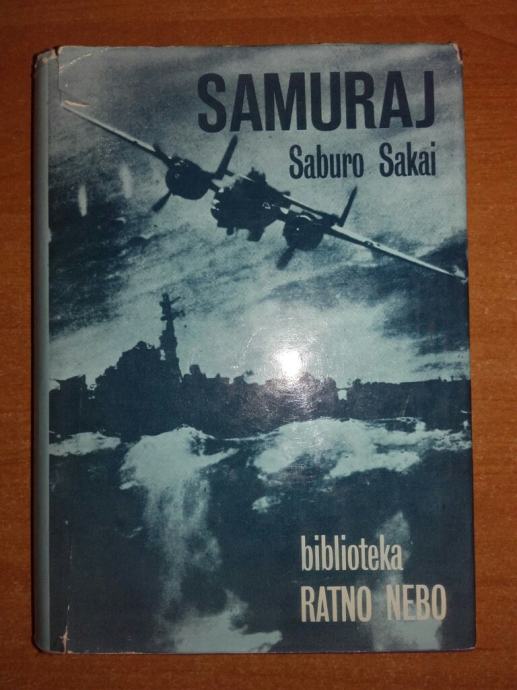 SAMURAJ
Saburo Sakai
biblioteka
RATNO NEBO